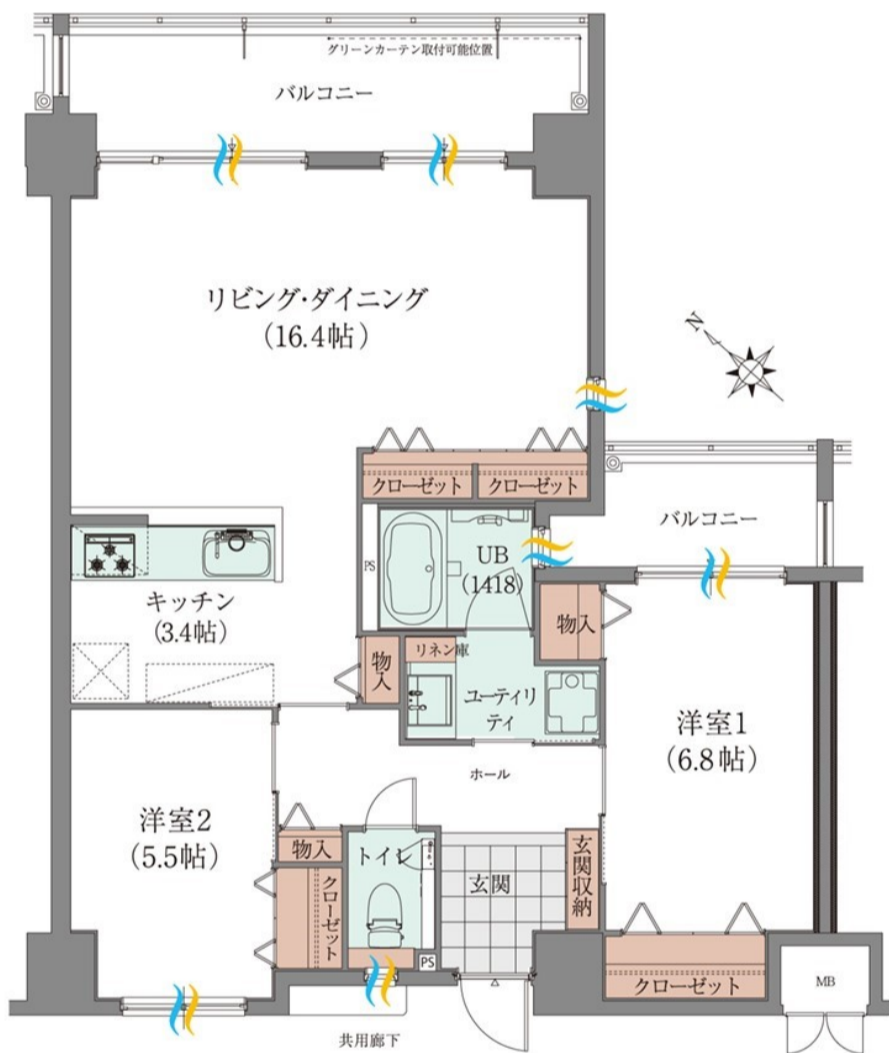 グリーンカーテン取付可能位置
バルコニー
リビング・ダイニング
(16.4帖)
N
クローゼット
クローゼット
バルコニー
PS
UB
(1418)
キッチン
(3.4帖)
物入
リネン庫
物入
ユーティリ
ティ
洋室1
(6.8帖)
ホール
洋室2
(5.5帖)
物入
トイレ
玄関
玄関収納
クローゼット
PS
クローゼット
MB
共用廊下